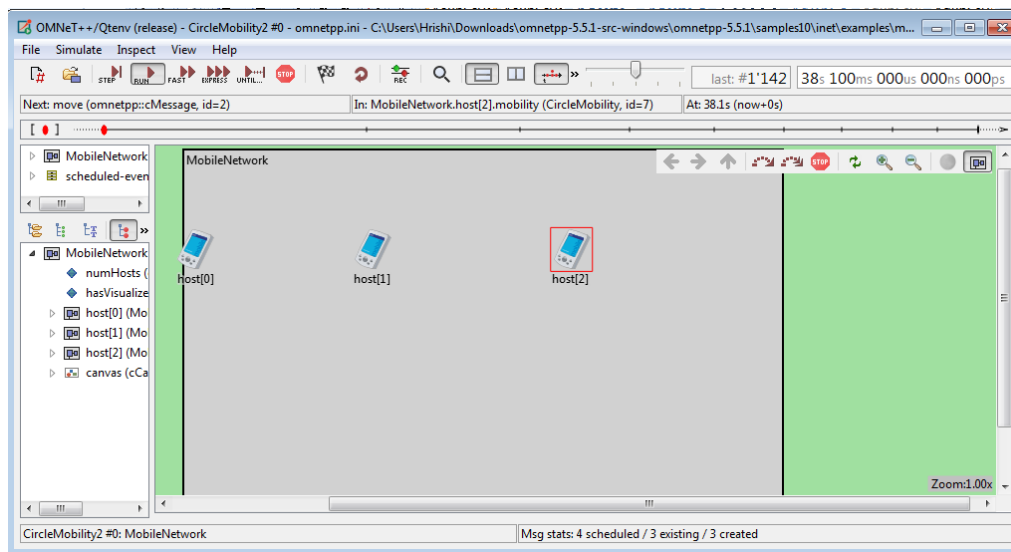 OMNeT++/Qtenv (release) - CircleMobility2 #0 - omnetpp.ini - C:\Users\Hrishi\Downloads\omnetpp-5.5.1-src-windows\omnetpp-5.5.1\samples10\inet\examples\m...
File Simulate Inspect View Help
STEP RUN FAST EXPRESS UNTIL... STOP REC » last: #1'142 38s 100ms 000us 000ns 000ps
Next: move (omnetpp::cMessage, id=2) In: MobileNetwork.host[2].mobility (CircleMobility, id=7) At: 38.1s (now+0s)
MobileNetwork
scheduled-even
»
MobileNetwork
numHosts (
hasVisualize
host[0] (Mo
host[1] (Mo
host[2] (Mo
canvas (cCa
MobileNetwork
STOP
host[0] host[1] host[2]
Zoom:1.00x
CircleMobility2 #0: MobileNetwork Msg stats: 4 scheduled / 3 existing / 3 created